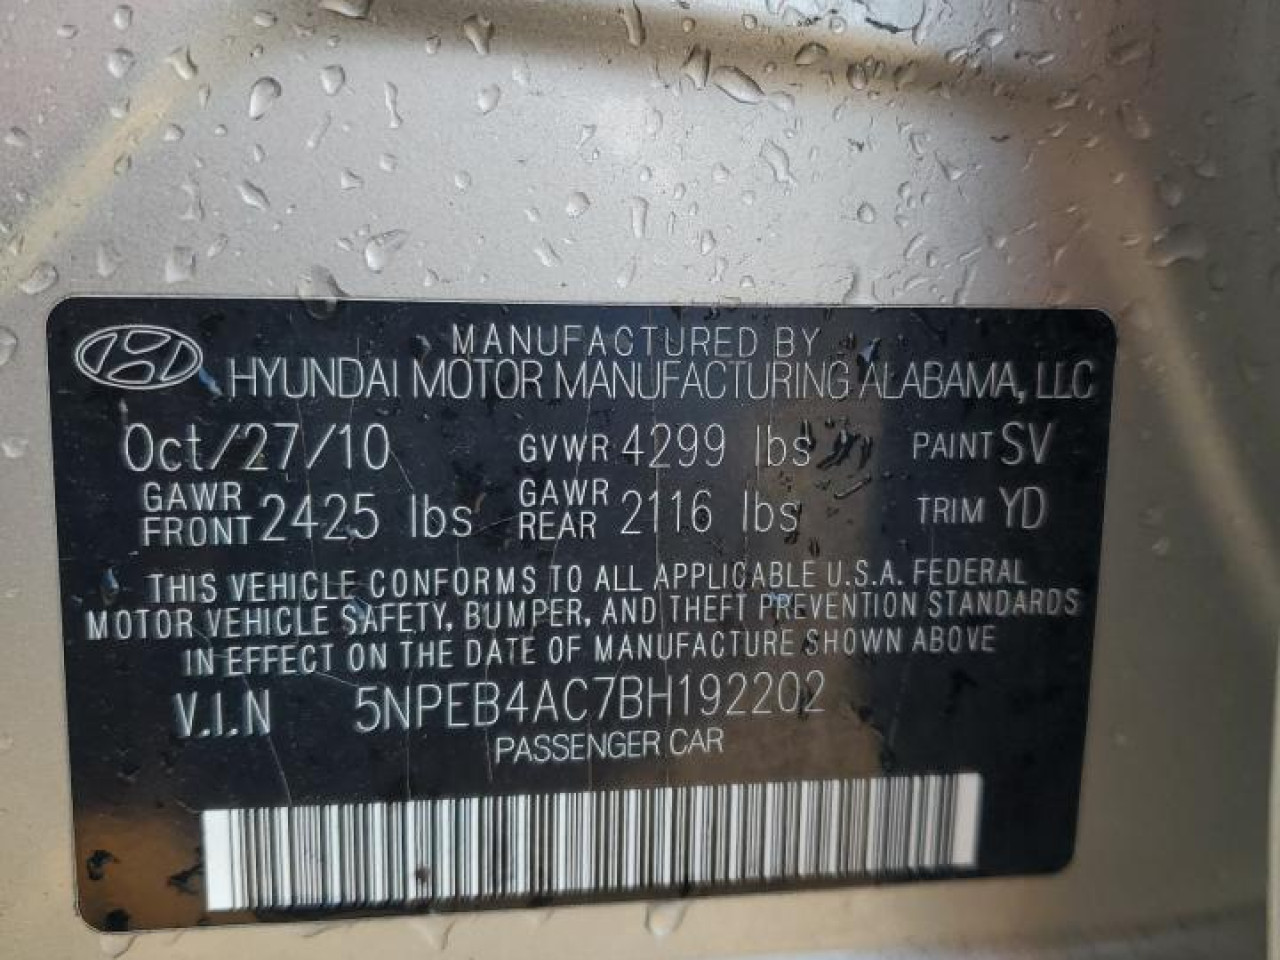 MANUFACTURED BY
HYUNDAI MOTOR MANUFACTURING ALABAMA, LLC
Oct/27/10 GVWR 4299 lbs PAINT SV
GAWR FRONT 2425 lbs GAWR REAR 2116 lbs TRIM YD
THIS VEHICLE CONFORMS TO ALL APPLICABLE U.S.A. FEDERAL
MOTOR VEHICLE SAFETY, BUMPER, AND THEFT PREVENTION STANDARDS
IN EFFECT ON THE DATE OF MANUFACTURE SHOWN ABOVE
V.I.N 5NPEB4AC7BH192202
PASSENGER CAR